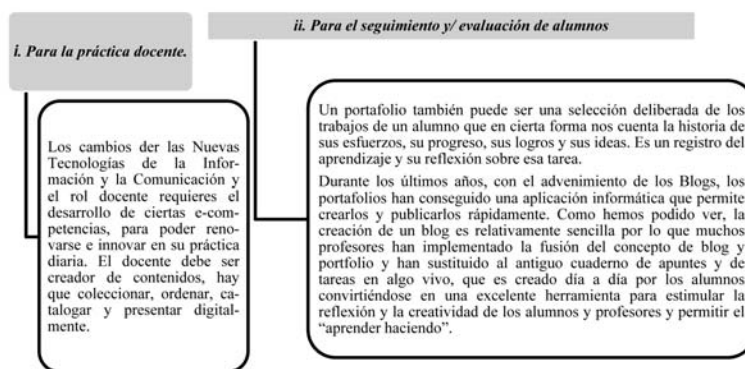 i. Para la práctica docente.
ii. Para el seguimiento y/ evaluación de alumnos
Los cambios der las Nuevas
Tecnologías de la Infor-
mación y la Comunicación y
el rol docente requieres el
desarrollo de ciertas e-com-
petencias, para poder reno-
varse e innovar en su práctica
diaria. El docente debe ser
creador de contenidos, hay
que coleccionar, ordenar, ca-
talogar y presentar digital-
mente.
Un portafolio también puede ser una selección deliberada de los
trabajos de un alumno que en cierta forma nos cuenta la historia de
sus esfuerzos, su progreso, sus logros y sus ideas. Es un registro del
aprendizaje y su reflexión sobre esa tarea.
Durante los últimos años, con el advenimiento de los Blogs, los
portafolios han conseguido una aplicación informática que permite
crearlos y publicarlos rápidamente. Como hemos podido ver, la
creación de un blog es relativamente sencilla por lo que muchos
profesores han implementado la fusión del concepto de blog y
portfolio y han sustituido al antiguo cuaderno de apuntes y de
tareas en algo vivo, que es creado día a día por los alumnos
convirtiéndose en una excelente herramienta para estimular la
reflexión y la creatividad de los alumnos y profesores y permitir el
“aprender haciendo”.